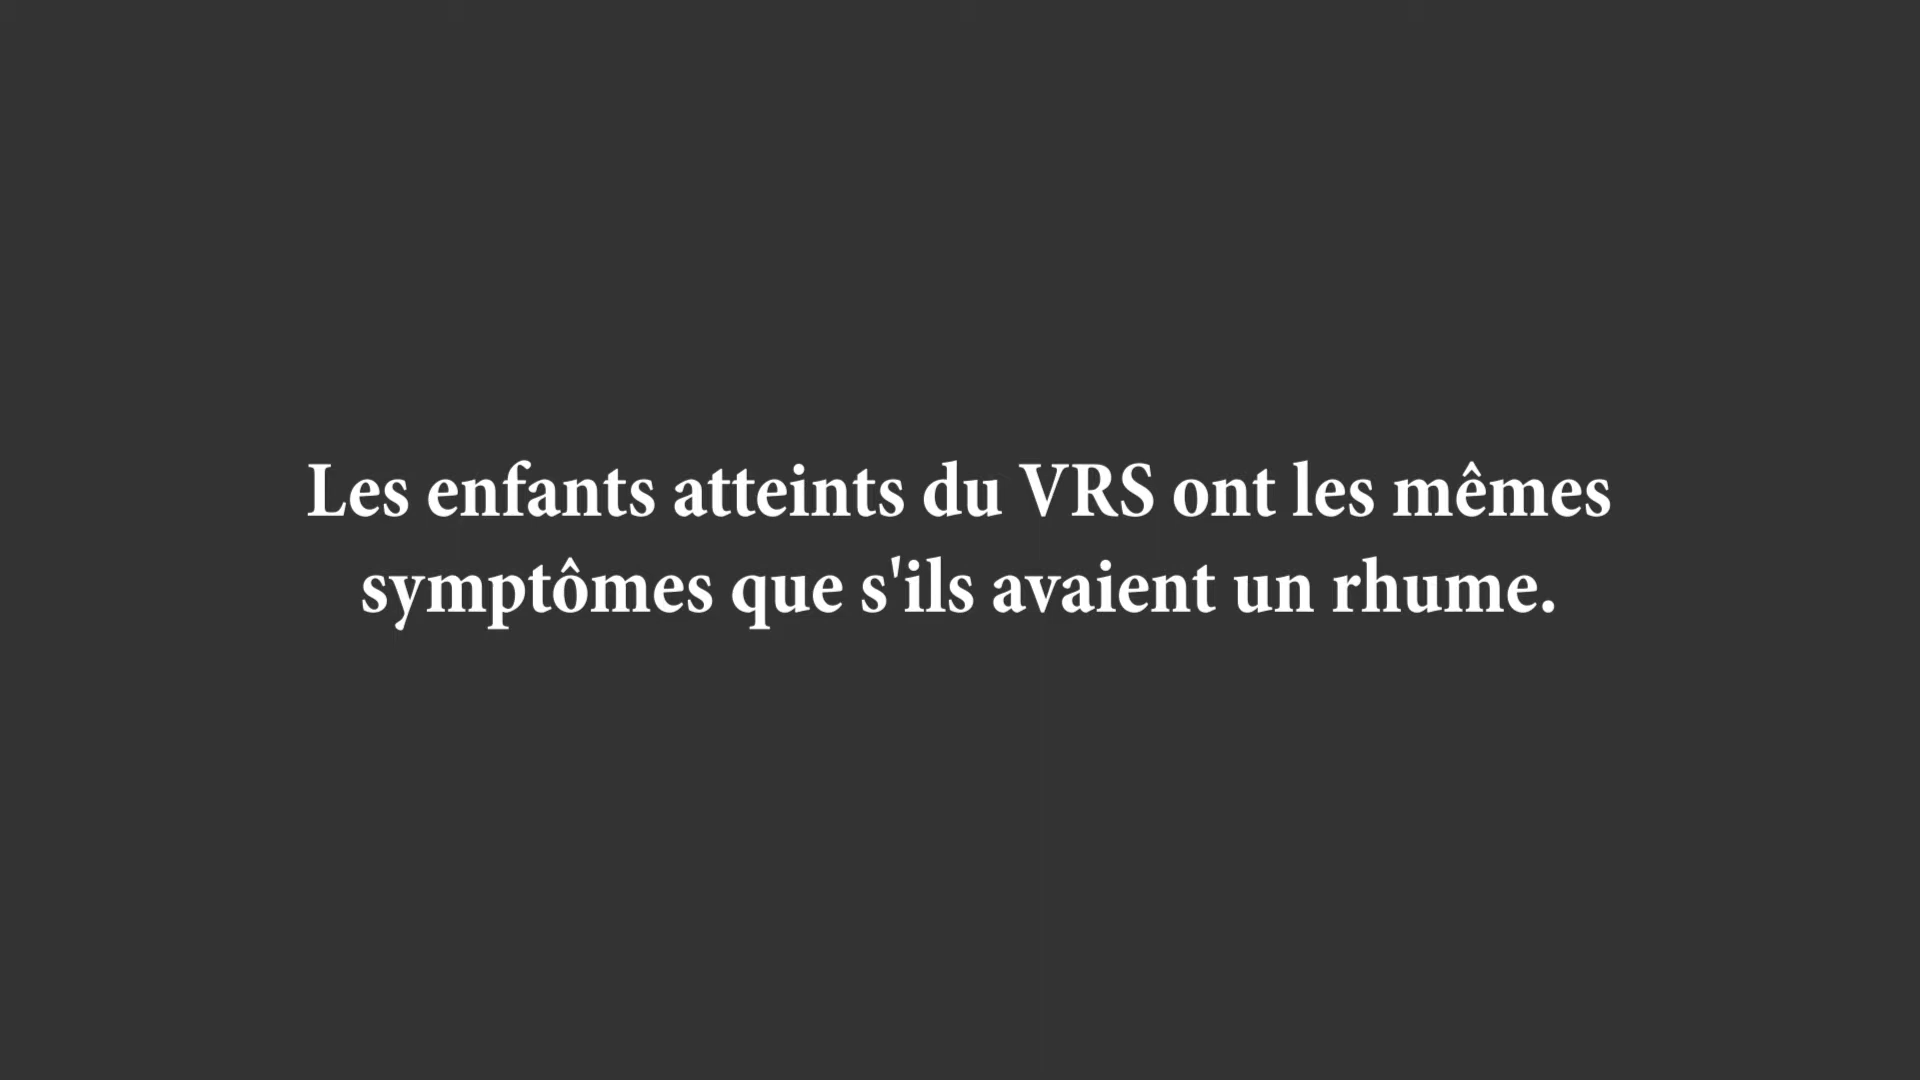 Les enfants atteints du VRS ont les mêmes
symptômes que s'ils avaient un rhume.